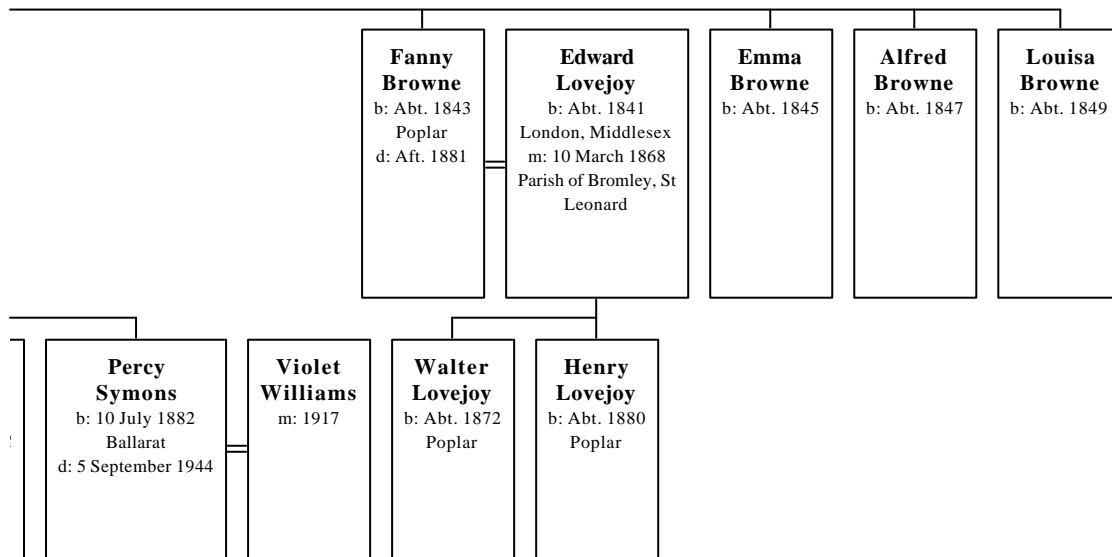 Fanny
Browne
b: Abt. 1843
Poplar
d: Aft. 1881
Edward
Lovejoy
b: Abt. 1841
London, Middlesex
m: 10 March 1868
Parish of Bromley, St
Leonard
Emma
Browne
b: Abt. 1845
Alfred
Browne
b: Abt. 1847
Louisa
Browne
b: Abt. 1849
Percy
Symons
b: 10 July 1882
Ballarat
d: 5 September 1944
Violet
Williams
m: 1917
Walter
Lovejoy
b: Abt. 1872
Poplar
Henry
Lovejoy
b: Abt. 1880
Poplar